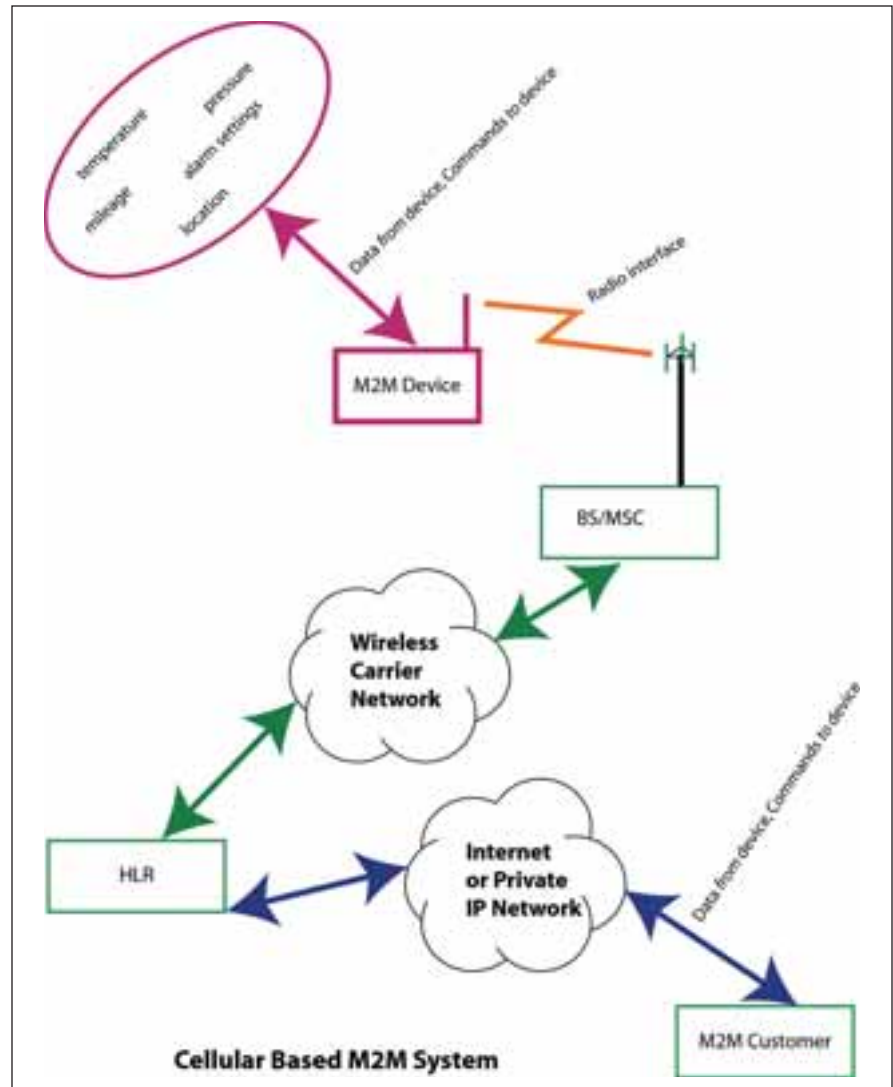 pressure
temperature
alarm settings
mileage
location
Data from device, Commands to device
Radio interface
M2M Device
BS/MSC
Wireless
Carrier
Network
Data from device, Commands to device
HLR
Internet
or Private
IP Network
M2M Customer
Cellular Based M2M System